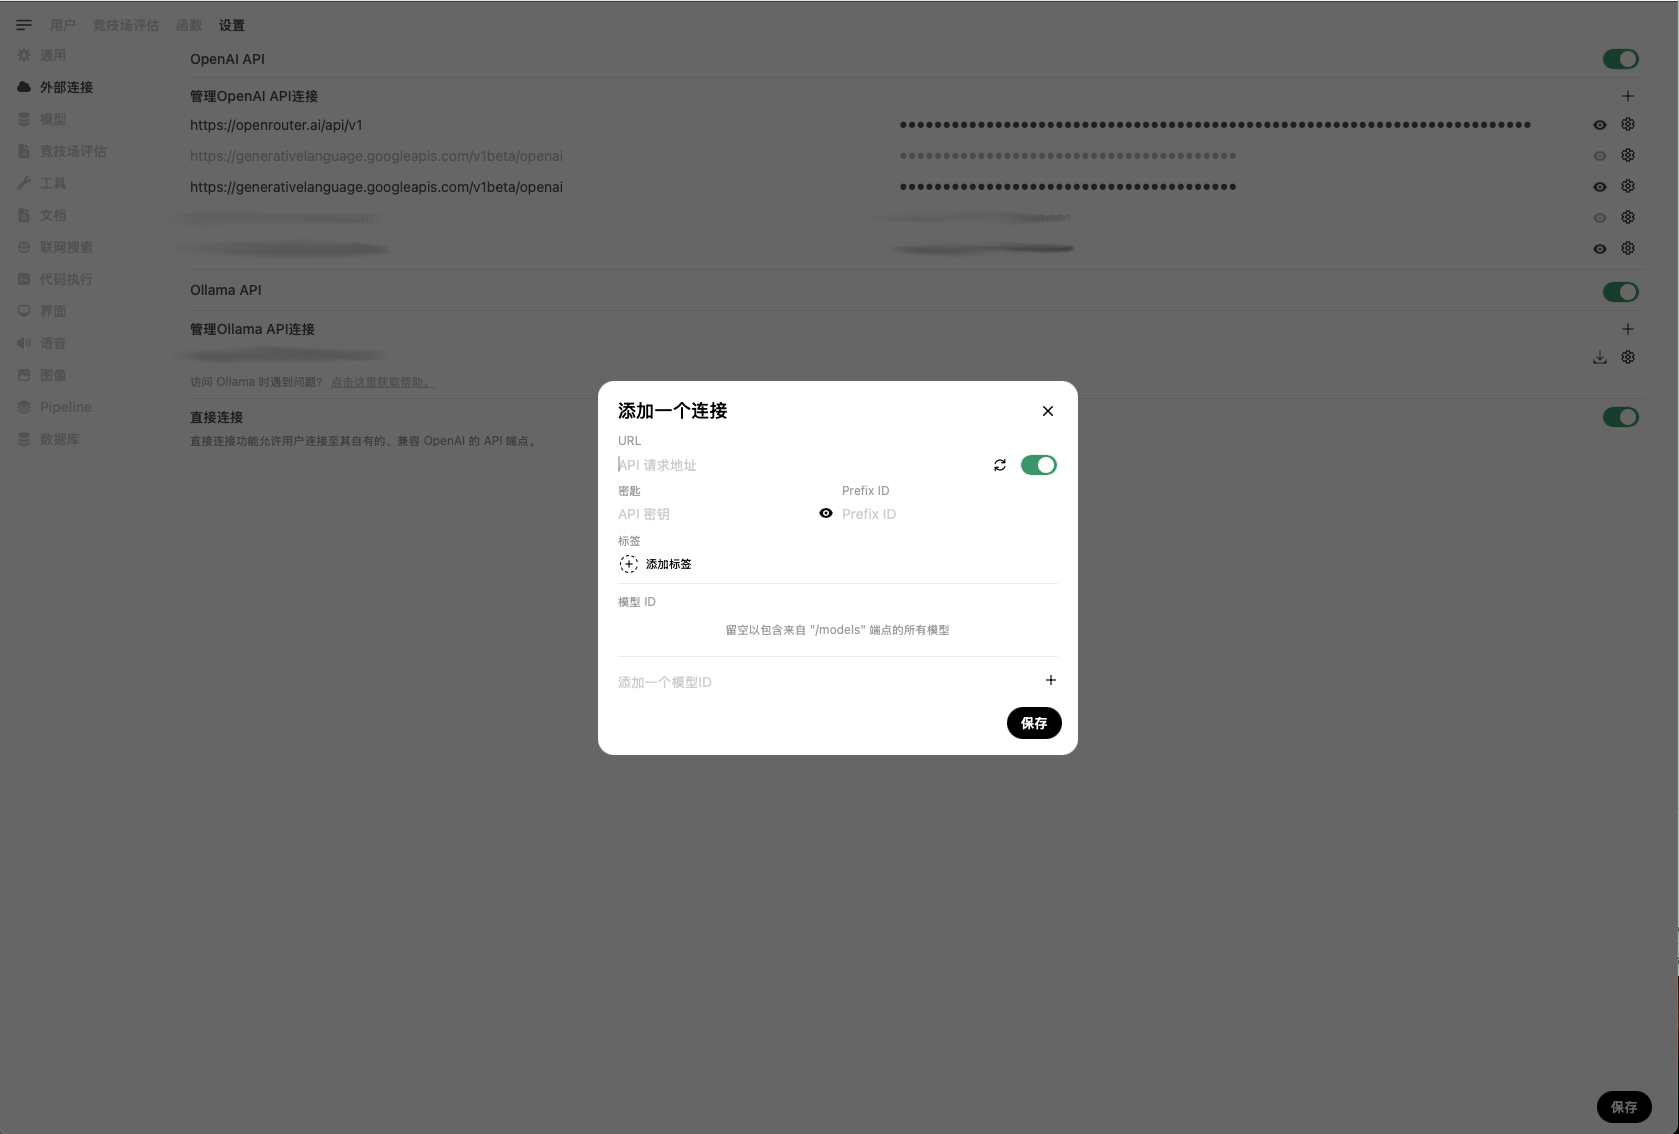 用户 竞技场评估 函数 设置
通用
外部连接
模型
竞技场评估
工具
文档
联网搜索
代码执行
界面
语音
图像
Pipeline
数据库
OpenAI API
管理OpenAI API连接
https://openrouter.ai/api/v1 ••••••••••••••••••••••••••••••••••••••••••••••••••••••••••••••••••••••••
https://generativelanguage.googleapis.com/v1beta/openai •••••••••••••••••••••••••••••••••••••••
https://generativelanguage.googleapis.com/v1beta/openai •••••••••••••••••••••••••••••••••••••••
Ollama API
管理Ollama API连接
访问 Ollama 时遇到问题？ 点击这里获取帮助。
直接连接
直接连接功能允许用户连接至其自有的、兼容 OpenAI 的 API 端点。
添加一个连接
URL
API 请求地址
密匙 Prefix ID
API 密钥 Prefix ID
标签
添加标签
模型 ID
留空以包含来自 "/models" 端点的所有模型
添加一个模型ID
保存
保存